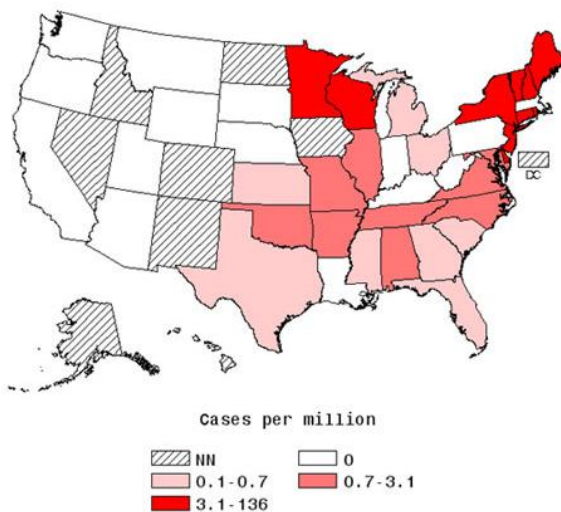 DC
Cases per million
NN 0
0.1-0.7 0.7-3.1
3.1-136